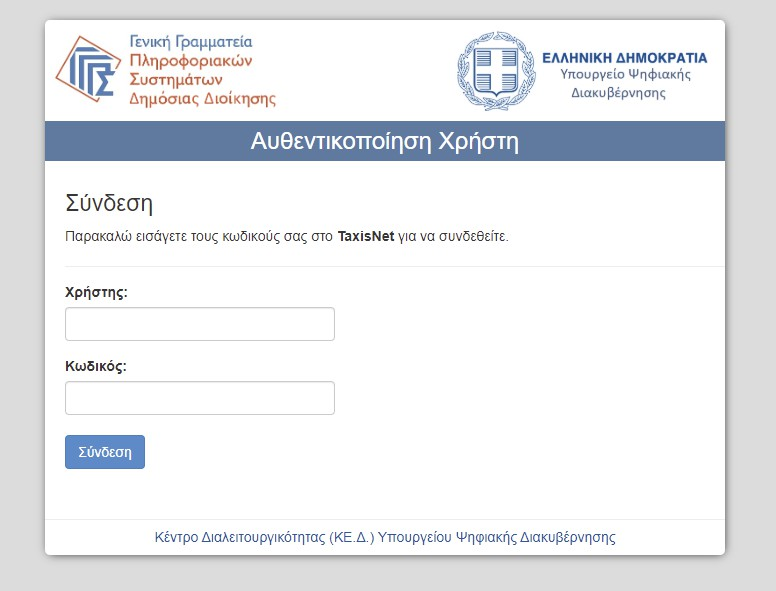 Γενική Γραμματεία
Πληροφοριακών
Συστημάτων
Δημόσιας Διοίκησης
ΕΛΛΗΝΙΚΗ ΔΗΜΟΚΡΑΤΙΑ
Υπουργείο Ψηφιακής
Διακυβέρνησης
Αυθεντικοποίηση Χρήστη
Σύνδεση
Παρακαλώ εισάγετε τους κωδικούς σας στο TaxisNet για να συνδεθείτε.
Χρήστης:
Κωδικός:
Σύνδεση
Κέντρο Διαλειτουργικότητας (ΚΕ.Δ.) Υπουργείου Ψηφιακής Διακυβέρνησης